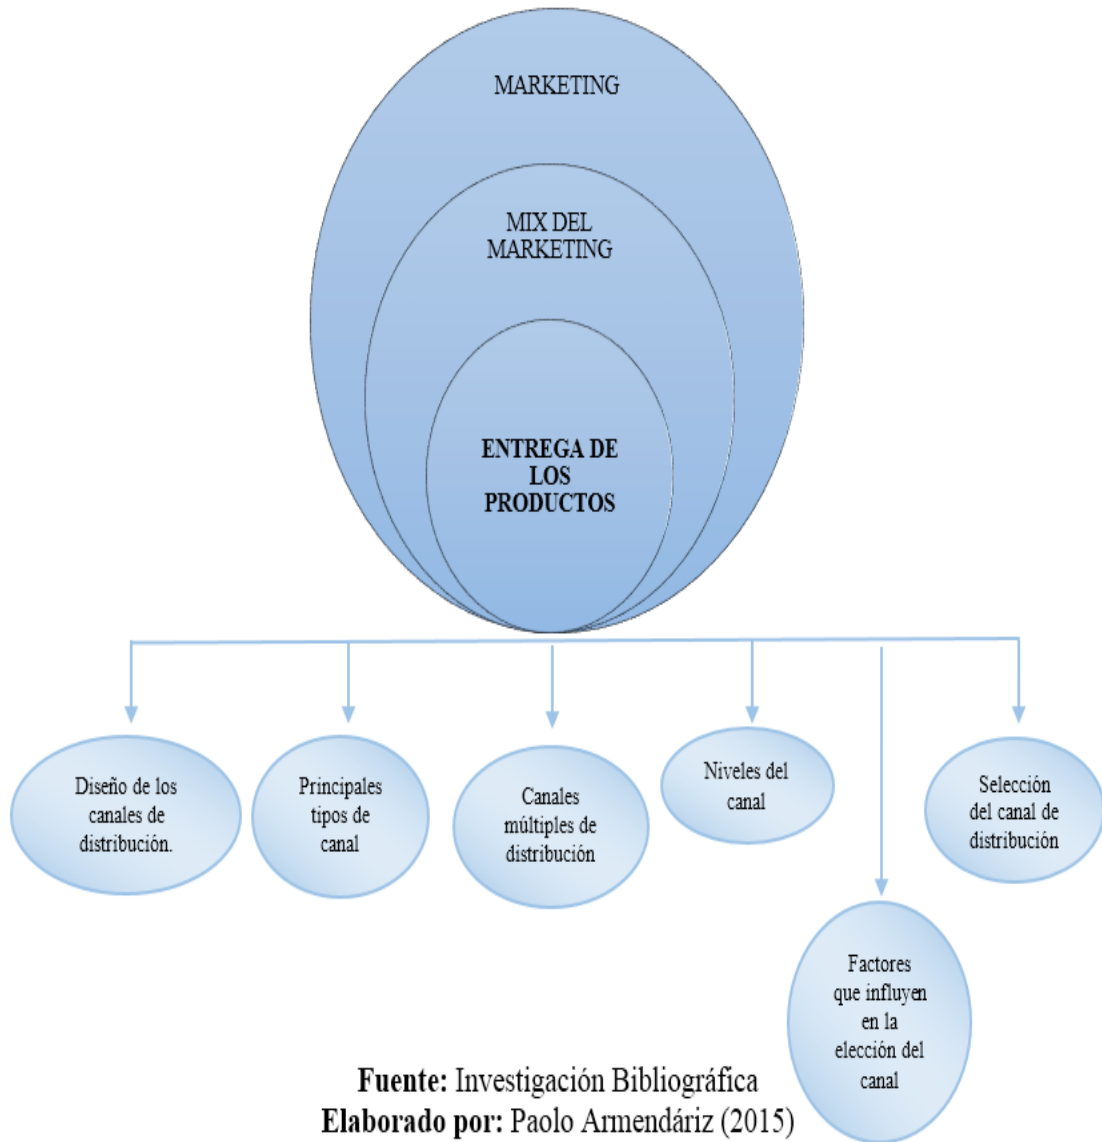 MARKETING
MIX DEL
MARKETING
ENTREGA DE
LOS
PRODUCTOS
Diseño de los
canales de
distribución.
Principales
tipos de
canal
Canales
múltiples de
distribución
Niveles del
canal
Selección
del canal de
distribución
Factores
que influyen
en la
elección del
canal
Fuente: Investigación Bibliográfica
Elaborado por: Paolo Armendáriz (2015)